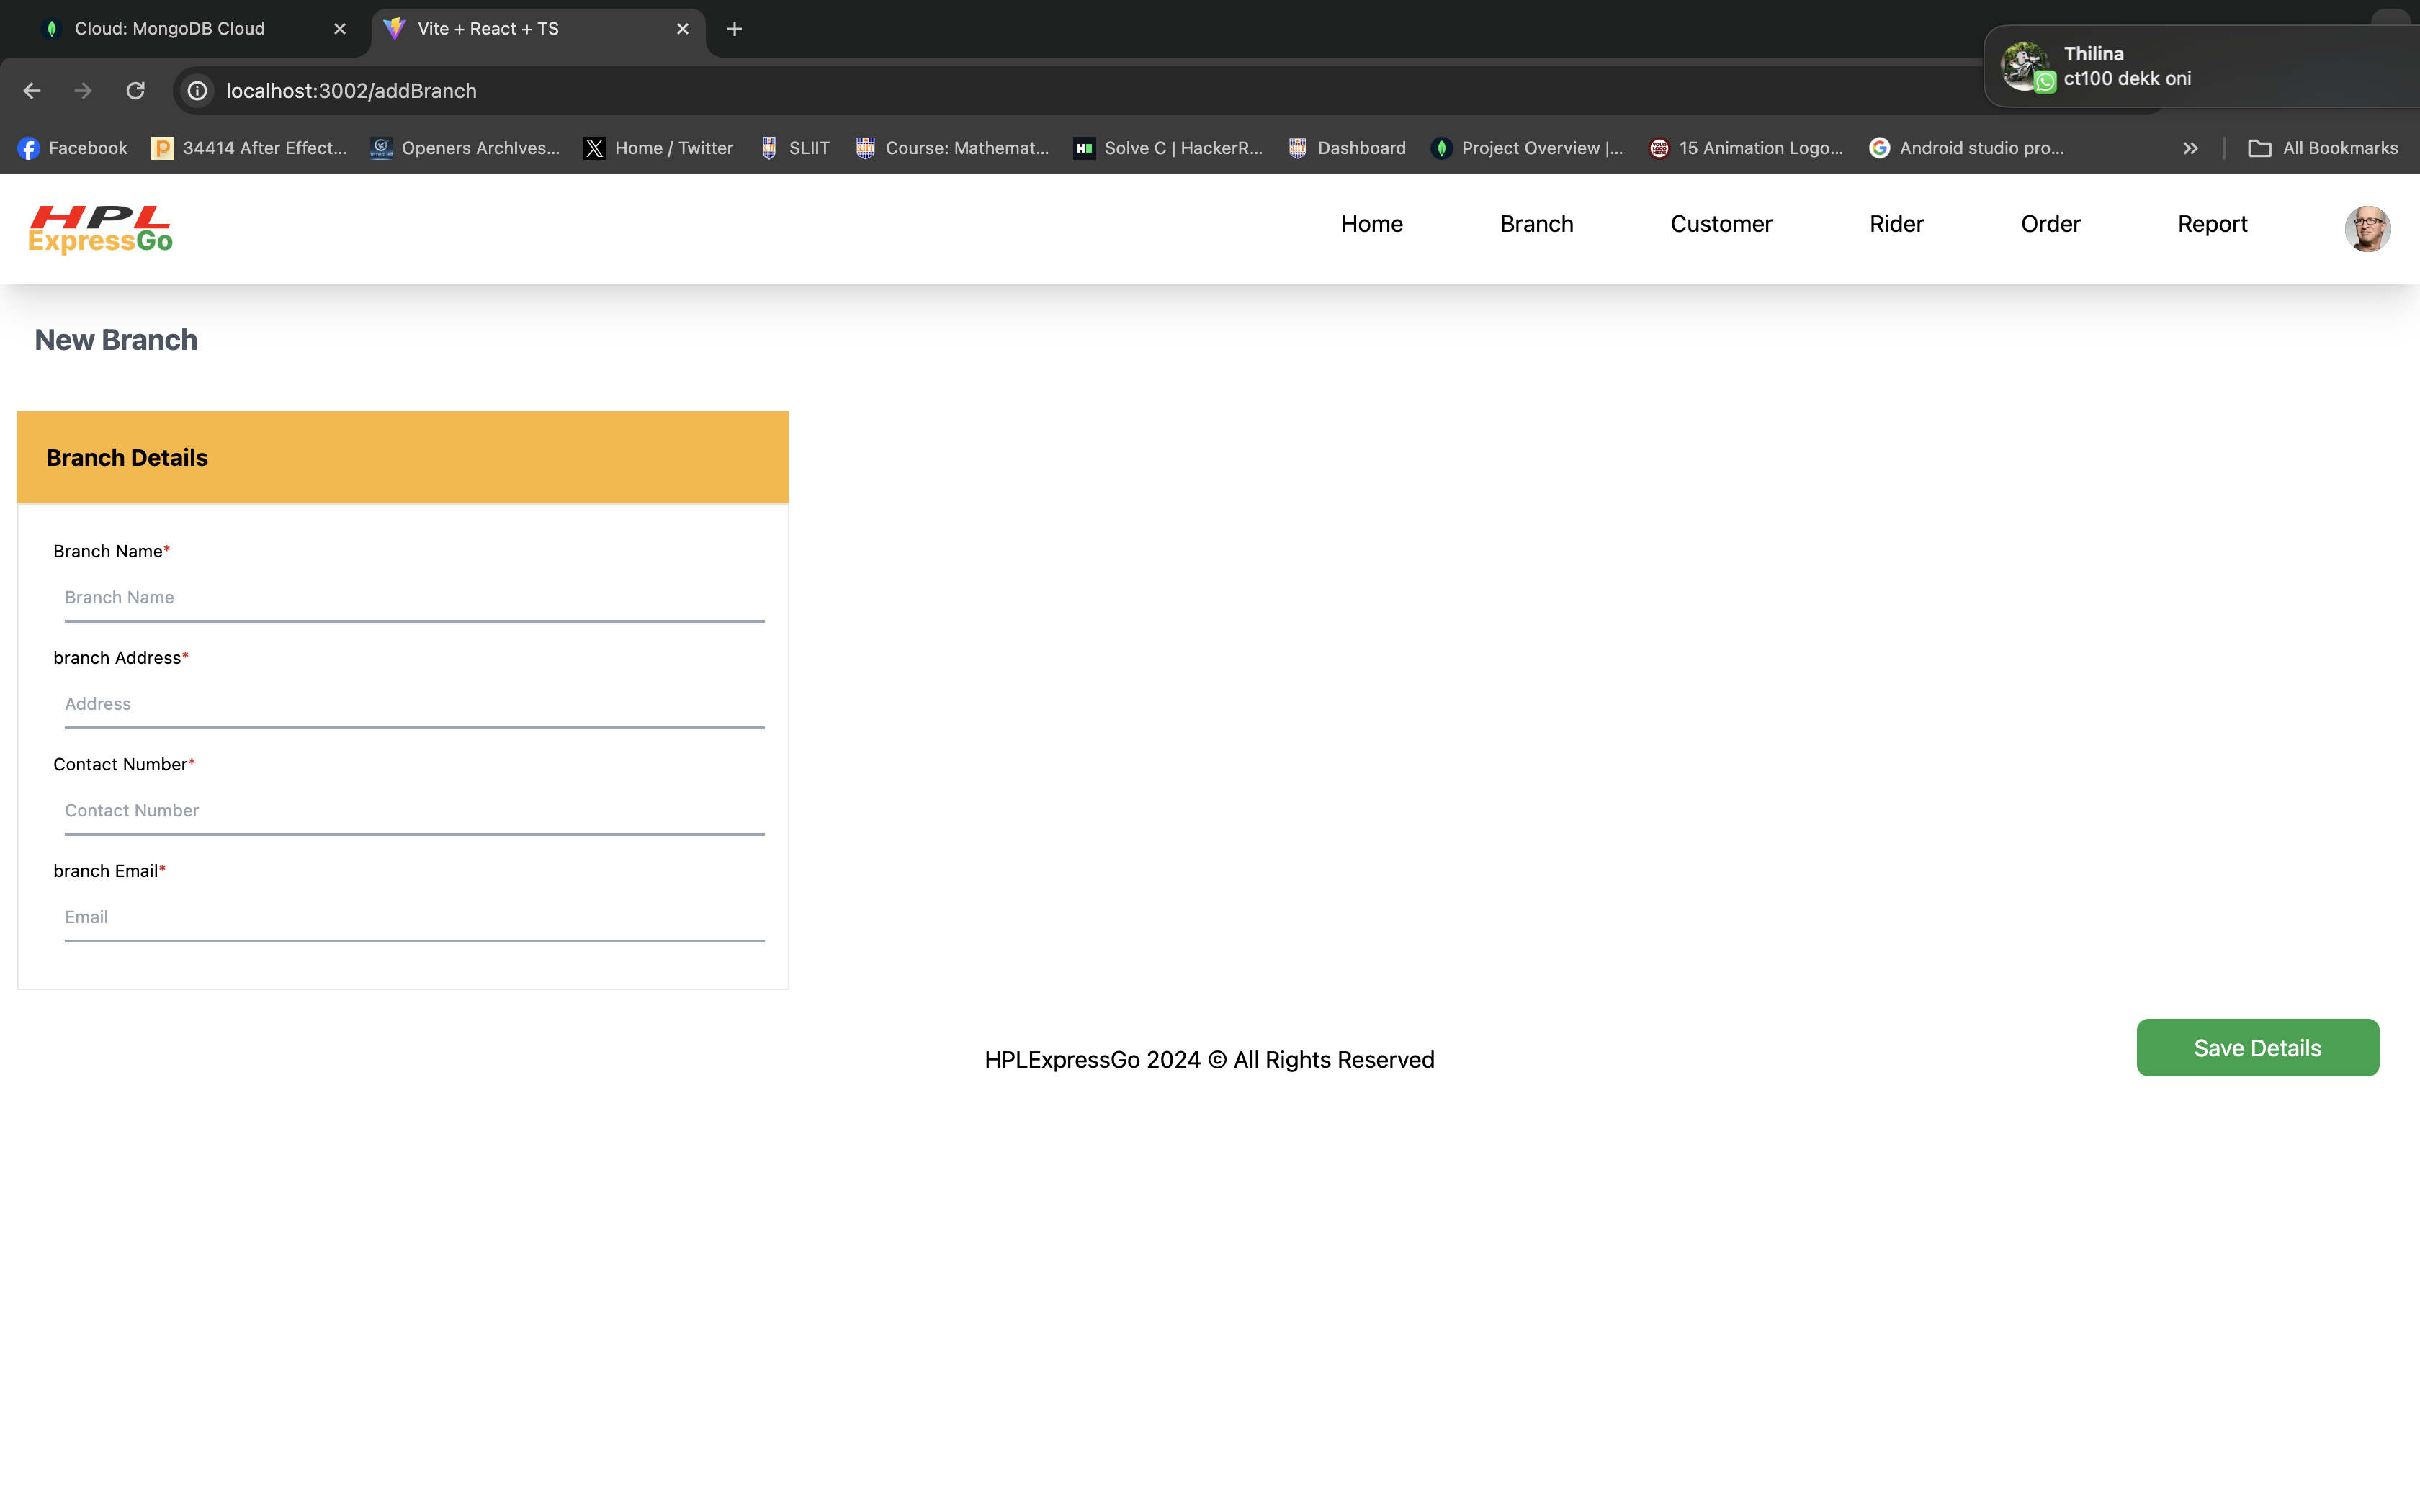 Cloud: MongoDB Cloud
Vite + React + TS
Thilina
ct100 dekk oni
localhost:3002/addBranch
Facebook
34414 After Effect...
Openers ArchIves...
Home / Twitter
SLIIT
Course: Mathemat...
Solve C | HackerR...
Dashboard
Project Overview |...
15 Animation Logo...
Android studio pro...
All Bookmarks
HPL
ExpressGo
Home
Branch
Customer
Rider
Order
Report
New Branch
Branch Details
Branch Name*
Branch Name
branch Address*
Address
Contact Number*
Contact Number
branch Email*
Email
Save Details
HPLExpressGo 2024 © All Rights Reserved